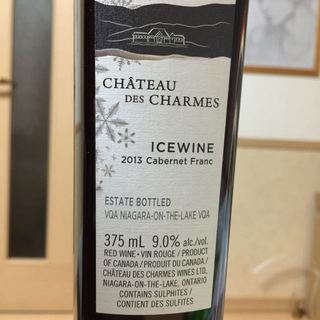 CHÂTEAU
DES CHARMES
ICEWINE
2013 Cabernet Franc
ESTATE BOTTLED
VQA NIAGARA-ON-THE-LAKE VQA
375 mL 9.0% alc./vol.
RED WINE • VIN ROUGE / PRODUCT
OF CANADA / PRODUIT DU CANADA /
CHÂTEAU DES CHARMES WINES LTD.
NIAGARA-ON-THE-LAKE, ONTARIO
CONTAINS SULPHITES /
CONTIENT DES SULFITES